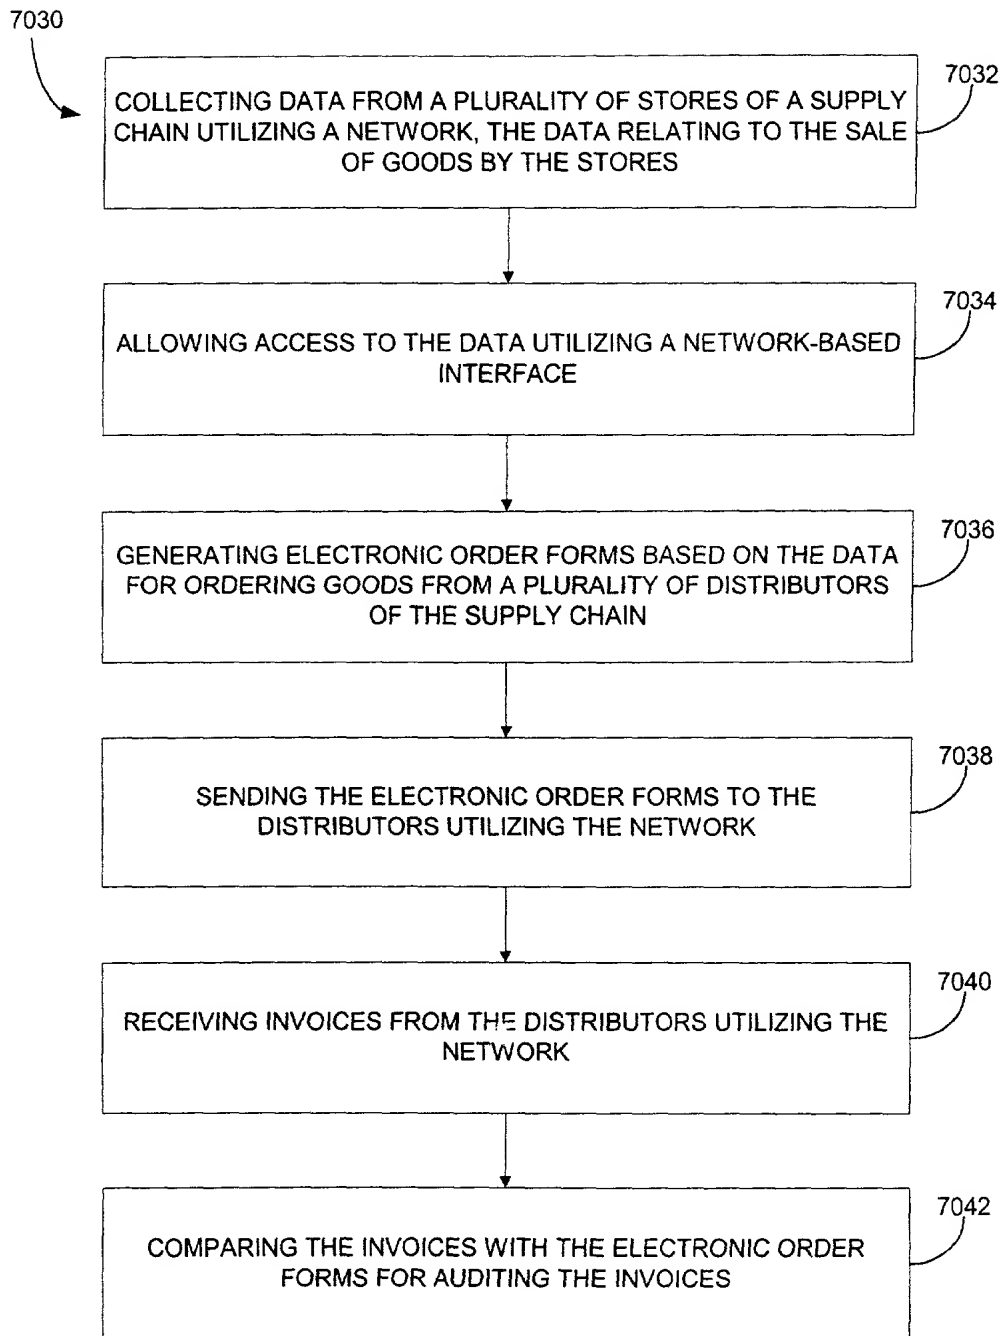 7030
7032
COLLECTING DATA FROM A PLURALITY OF STORES OF A SUPPLY
CHAIN UTILIZING A NETWORK, THE DATA RELATING TO THE SALE
OF GOODS BY THE STORES
7034
ALLOWING ACCESS TO THE DATA UTILIZING A NETWORK-BASED
INTERFACE
7036
GENERATING ELECTRONIC ORDER FORMS BASED ON THE DATA
FOR ORDERING GOODS FROM A PLURALITY OF DISTRIBUTORS
OF THE SUPPLY CHAIN
7038
SENDING THE ELECTRONIC ORDER FORMS TO THE
DISTRIBUTORS UTILIZING THE NETWORK
7040
RECEIVING INVOICES FROM THE DISTRIBUTORS UTILIZING THE
NETWORK
7042
COMPARING THE INVOICES WITH THE ELECTRONIC ORDER
FORMS FOR AUDITING THE INVOICES